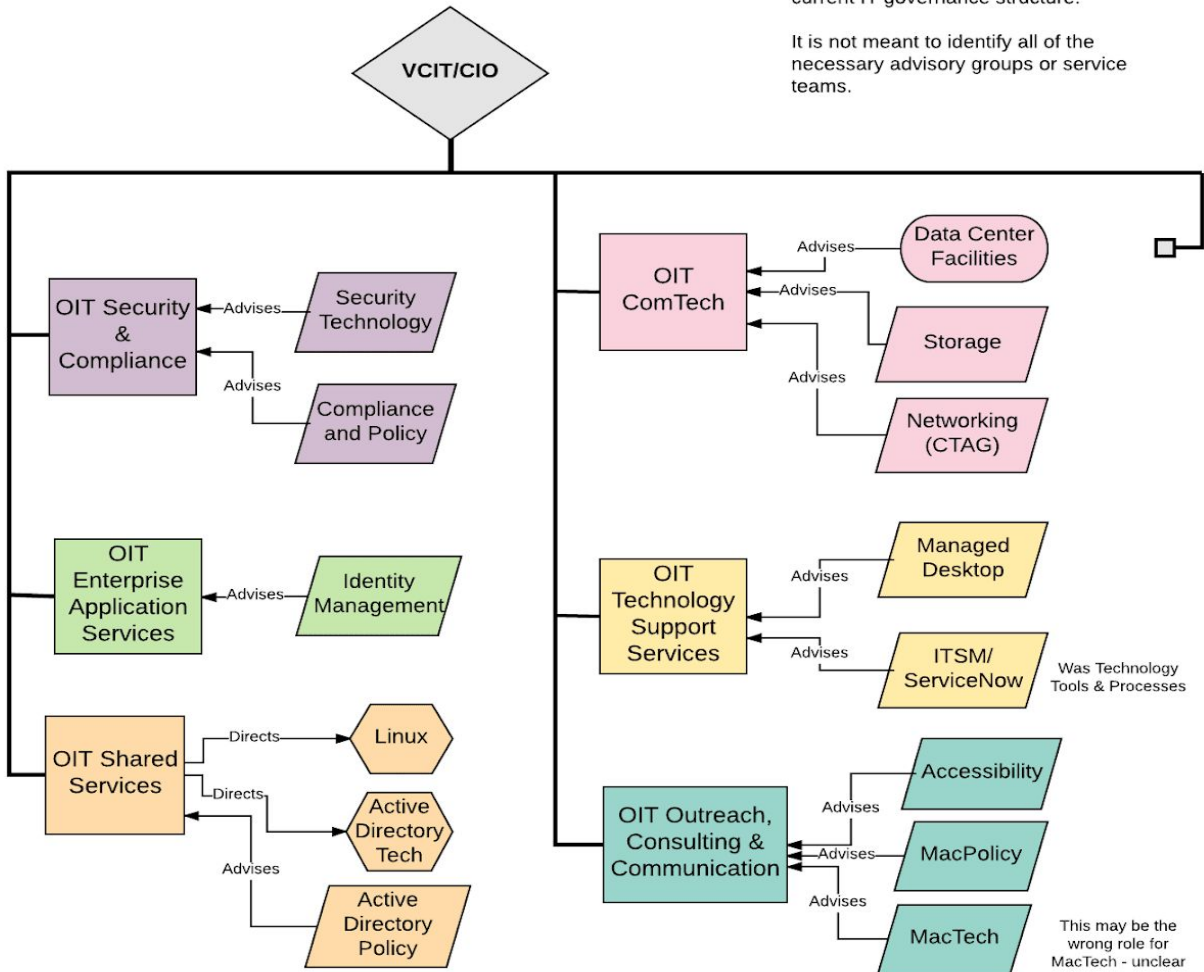 current IT governance structure.
It is not meant to identify all of the
necessary advisory groups or service
teams.
VCIT/CIO
OIT Security
&
Compliance
Advises
Security
Technology
Advises
Compliance
and Policy
OIT
Enterprise
Application
Services
Advises
Identity
Management
OIT Shared
Services
Directs
Linux
Directs
Active
Directory
Tech
Advises
Active
Directory
Policy
OIT
ComTech
Advises
Data Center
Facilities
Advises
Storage
Advises
Networking
(CTAG)
OIT
Technology
Support
Services
Advises
Managed
Desktop
Advises
ITSM/
ServiceNow
Was Technology
Tools & Processes
OIT Outreach,
Consulting &
Communication
Advises
Accessibility
Advises
MacPolicy
Advises
MacTech
This may be the
wrong role for
MacTech - unclear